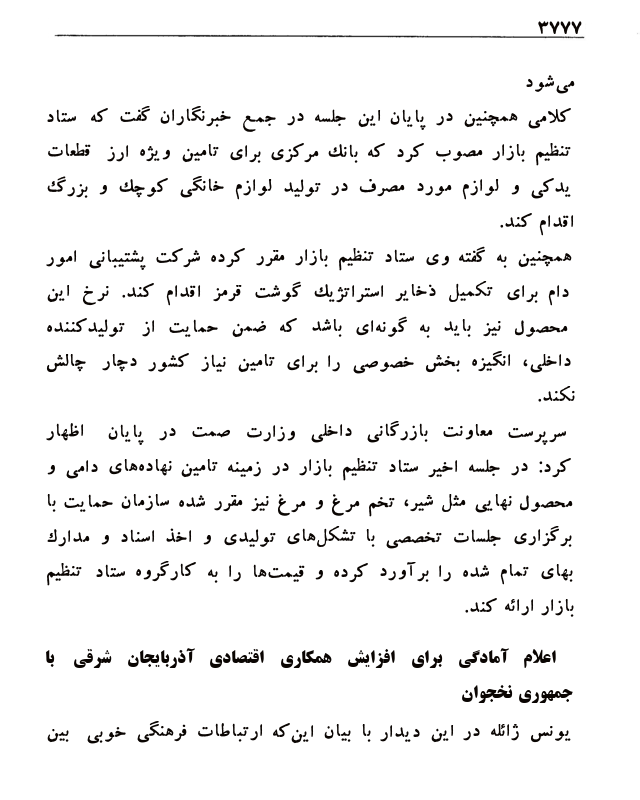 ۳۷۷۷
می‌شود
کلامی همچنین در پایان این جلسه در جمع خبرنگاران گفت که ستاد
تنظیم بازار مصوب کرد که بانك مرکزی برای تامین ویژه ارز قطعات
یدکی و لوازم مورد مصرف در تولید لوازم خانگی کوچك و بزرگ
اقدام کند.
همچنین به گفته وی ستاد تنظیم بازار مقرر کرده شرکت پشتیبانی امور
دام برای تکمیل ذخایر استراتژيك گوشت قرمز اقدام کند. نرخ این
محصول نیز باید به گونه‌ای باشد که ضمن حمایت از تولیدکننده
داخلی، انگیزه بخش خصوصی را برای تامین نیاز کشور دچار چالش
نکند.
سرپرست معاونت بازرگانی داخلی وزارت صمت در پایان اظهار
کرد: در جلسه اخیر ستاد تنظیم بازار در زمینه تامین نهاده‌های دامی و
محصول نهایی مثل شیر، تخم مرغ و مرغ نیز مقرر شده سازمان حمایت با
برگزاری جلسات تخصصی با تشکل‌های تولیدی و اخذ اسناد و مدارك
بهای تمام شده را برآورد کرده و قیمت‌ها را به کارگروه ستاد تنظیم
بازار ارائه کند.
اعلام آمادگی برای افزایش همکاری اقتصادی آذربایجان شرقی با
جمهوری نخجوان
یونس ژائله در این دیدار با بیان این‌که ارتباطات فرهنگی خوبی بین